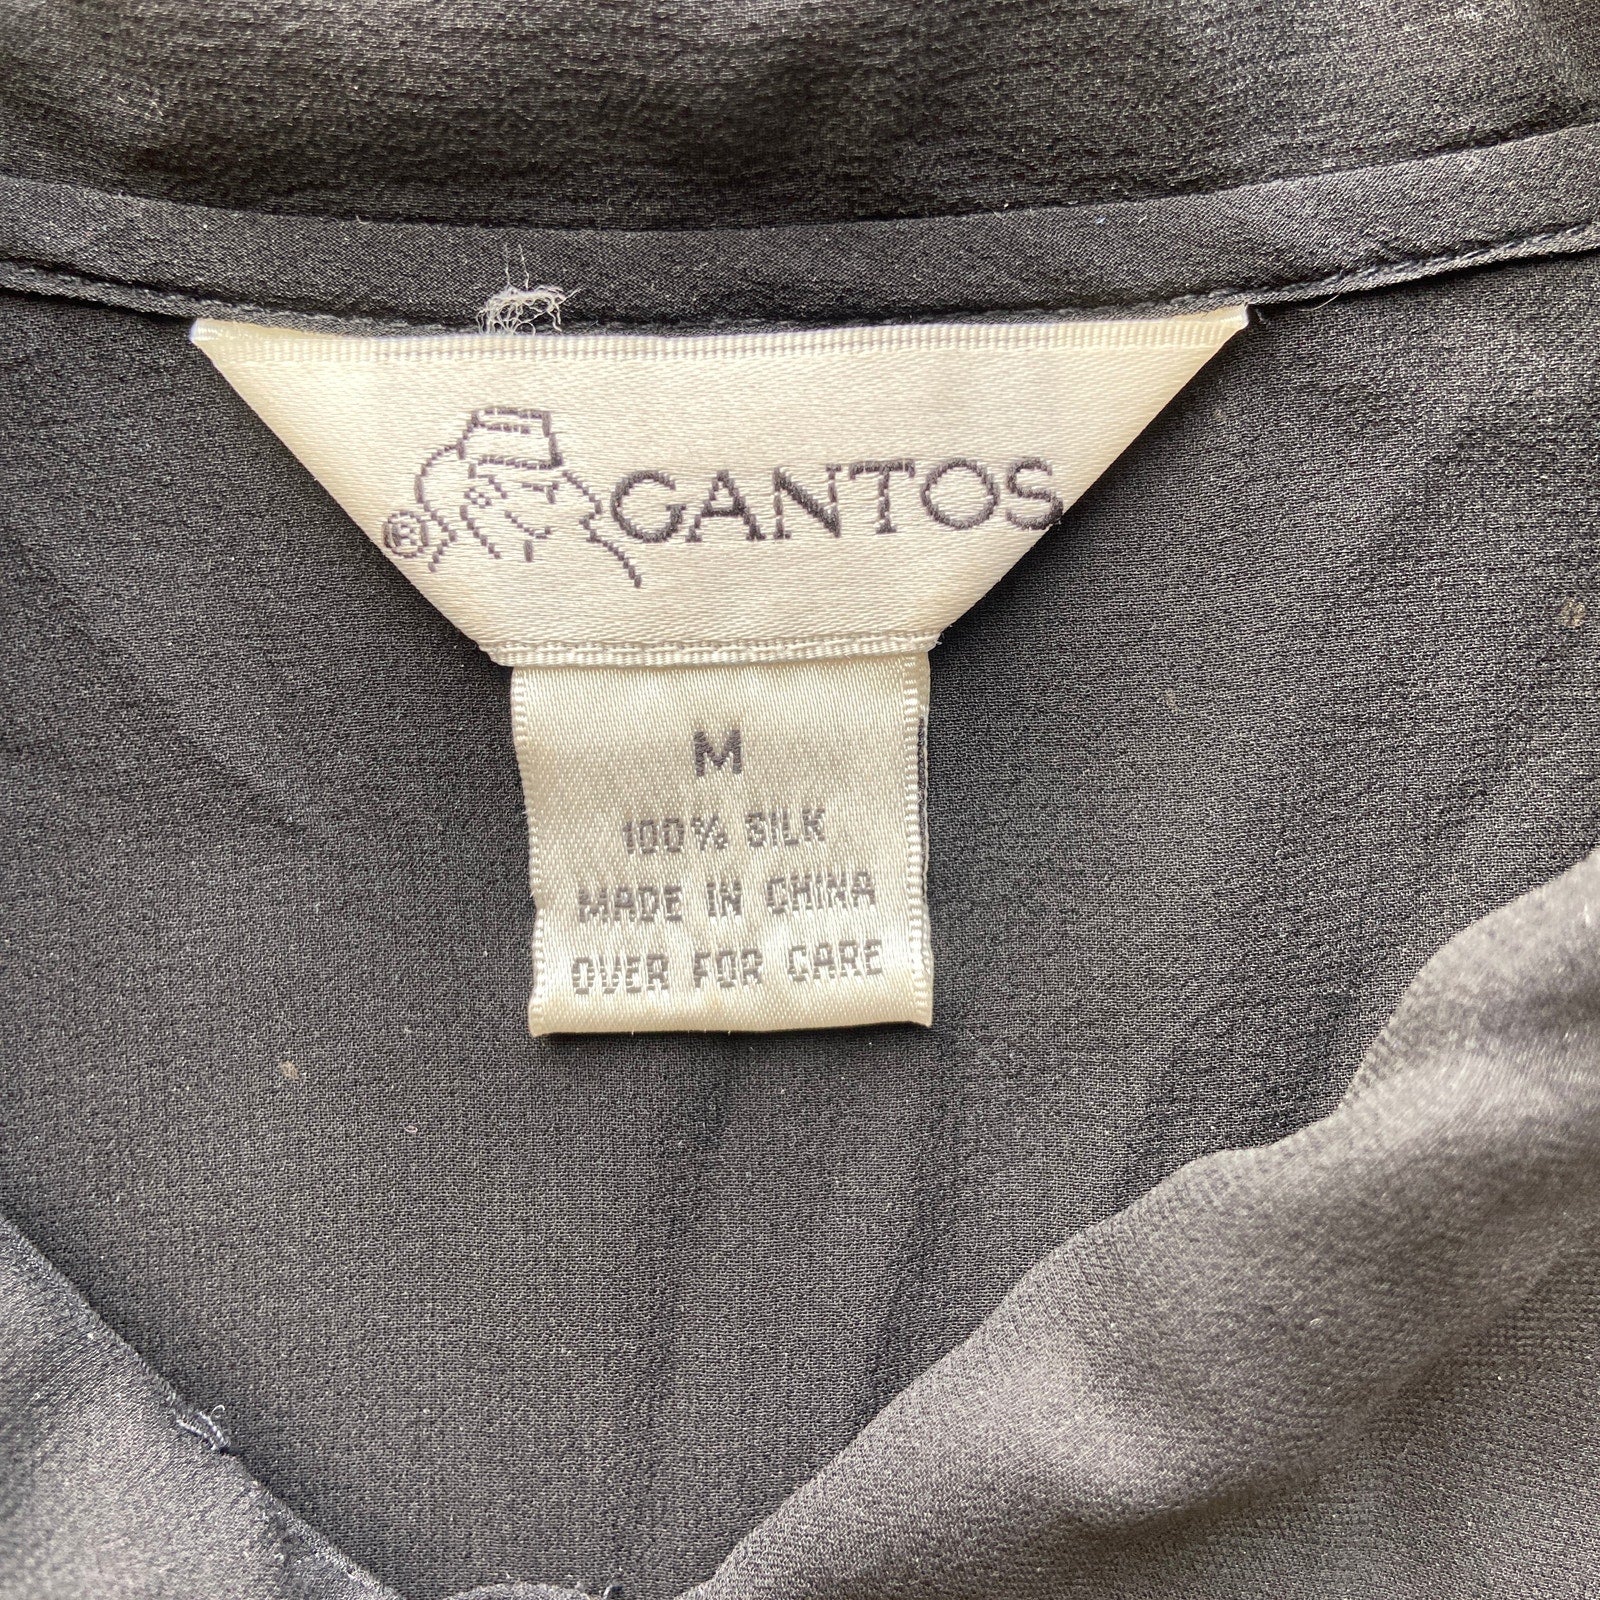 ® GANTOS
M
100% SILK
MADE IN CHINA
OVER FOR CARE